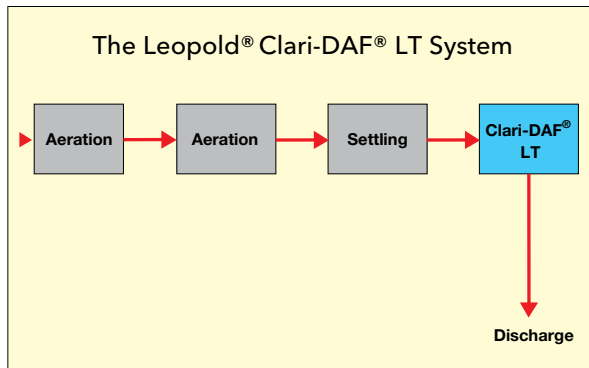 The Leopold® Clari-DAF® LT System
Aeration
Aeration
Settling
Clari-DAF®
LT
Discharge